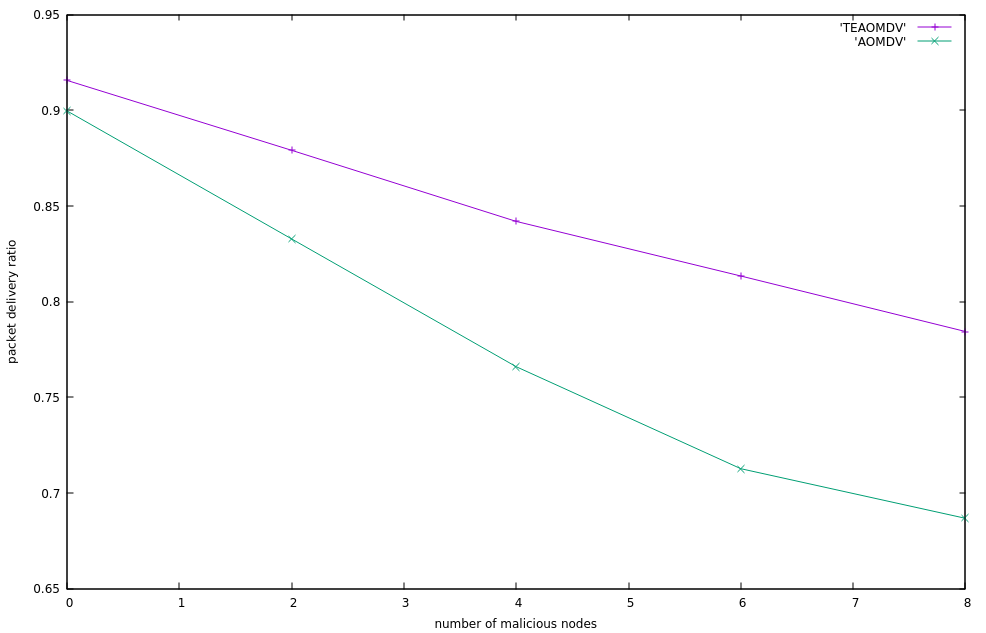 0.95
0.9
0.85
0.8
0.75
0.7
0.65
packet delivery ratio
'TEAOMDV'
'AOMDV'
0 1 2 3 4 5 6 7 8
number of malicious nodes